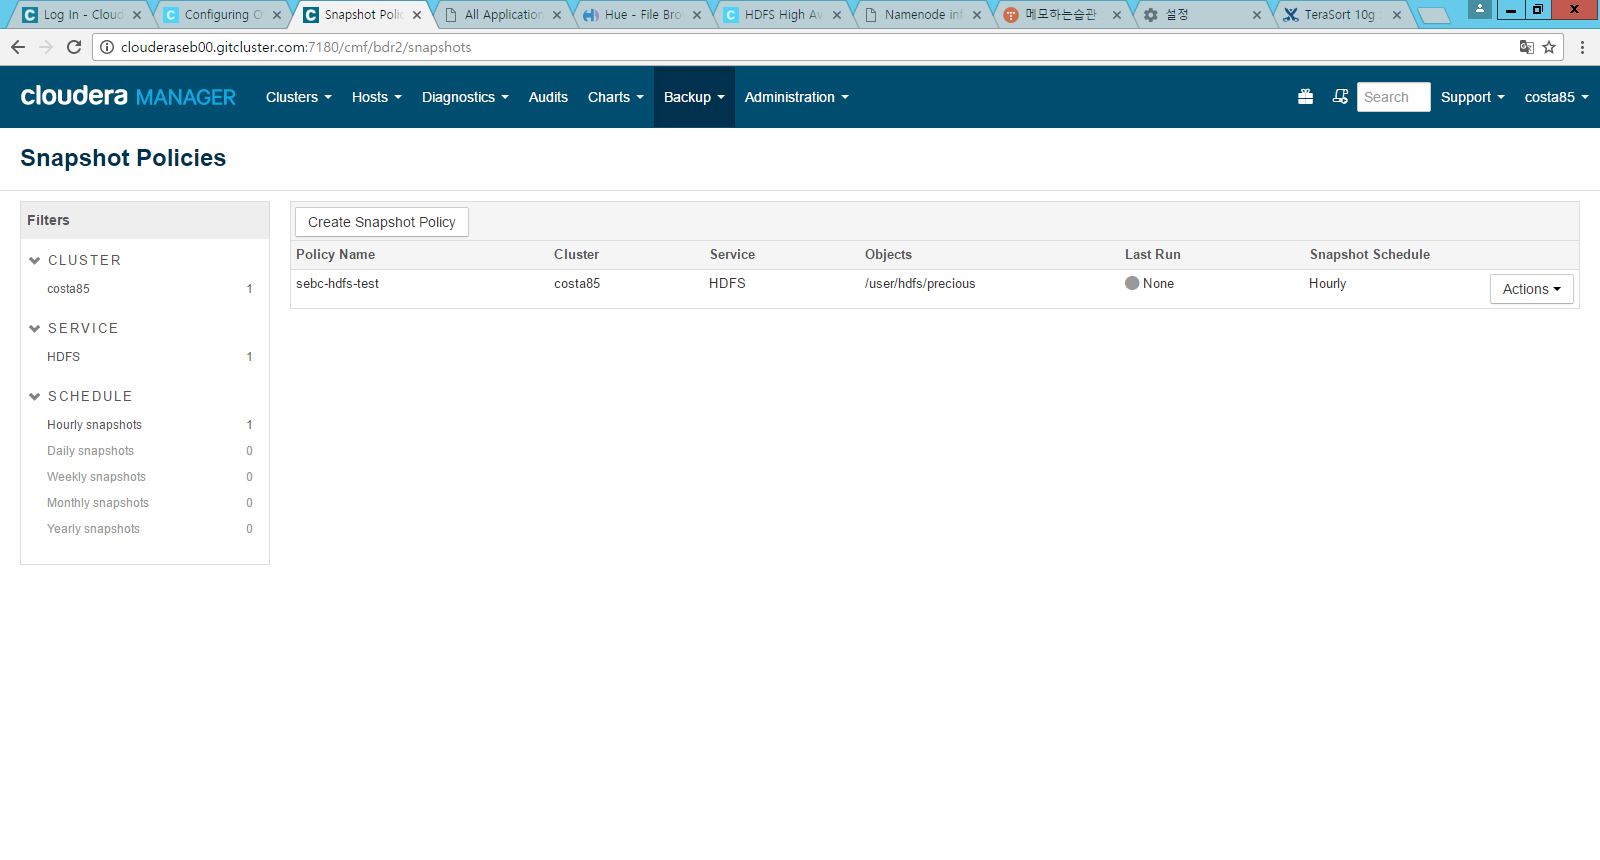 Log In - Cloud
Configuring C
Snapshot Polic
All Application
Hue - File Bro
HDFS High Av
Namenode inf
메모하는습관
설정
TeraSort 10g
clouderaseb00.gitcluster.com:7180/cmf/bdr2/snapshots
cloudera MANAGER
Clusters
Hosts
Diagnostics
Audits
Charts
Backup
Administration
Search
Support
costa85
Snapshot Policies
Filters
CLUSTER
costa85 1
SERVICE
HDFS 1
SCHEDULE
Hourly snapshots 1
Daily snapshots 0
Weekly snapshots 0
Monthly snapshots 0
Yearly snapshots 0
Create Snapshot Policy
Policy Name Cluster Service Objects Last Run Snapshot Schedule
sebc-hdfs-test costa85 HDFS /user/hdfs/precious None Hourly Actions